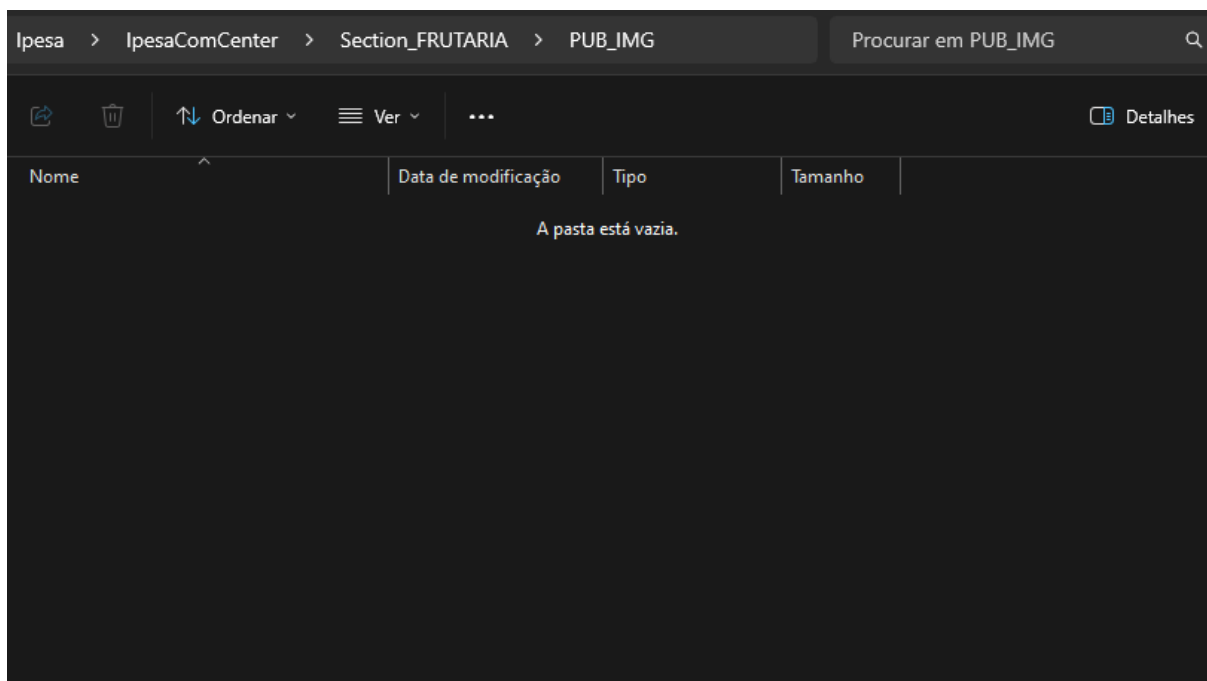 Ipesa > IpesaComCenter > Section_FRUTARIA > PUB_IMG Procurar em PUB_IMG
Ordenar Ver ... Detalhes
Nome Data de modificação Tipo Tamanho
A pasta está vazia.